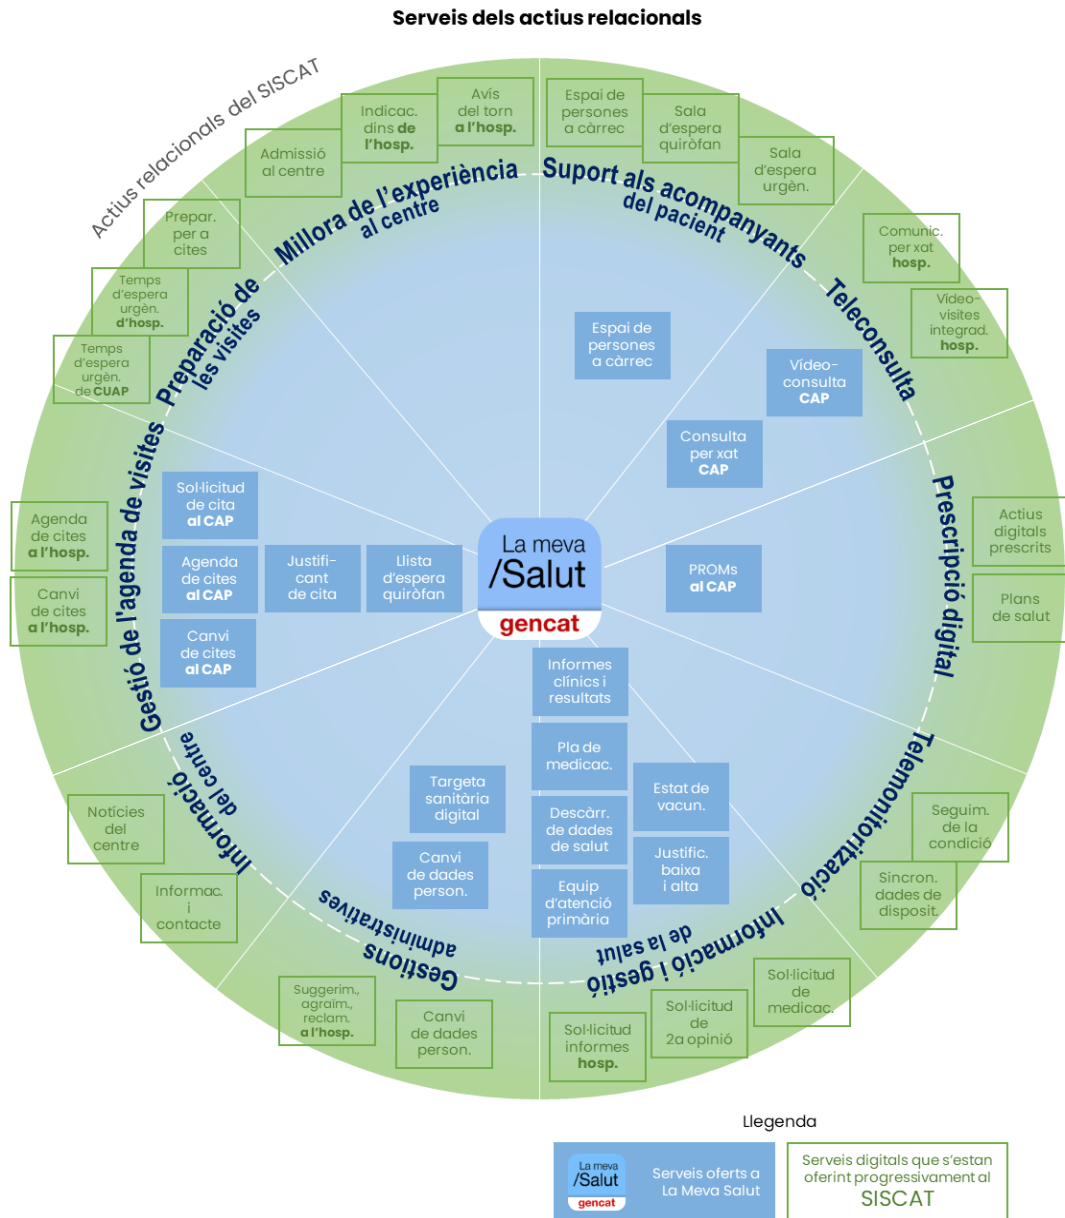 Serveis dels actius relacionals
Actius relacionals del SISCAT
Avís
del torn
a l'hosp.
Indicac.
dins de
l'hosp.
Admissió
al centre
Millora de l'experiència
al centre
Espai de
persones
a càrrec
Sala
d'espera
quiròfan
Sala
d'espera
urgèn.
Suport als acompanyants
del pacient
Espai de
persones
a càrrec
Comunic.
per xat
hosp.
Vídeo-
visites
integrad.
hosp.
Teleconsulta
Vídeo-
consulta
CAP
Consulta
per xat
CAP
Prepar.
per a
cites
Temps
d'espera
urgèn.
d'hosp.
Temps
d'espera
urgèn.
de CUAP
Preparació de
les visites
Gestió de l'agenda de visites
Agenda
de cites
a l'hosp.
Canvi
de cites
a l'hosp.
Sol·licitud
de cita
al CAP
Agenda
de cites
al CAP
Justifi-
cant
de cita
Llista
d'espera
quiròfan
Canvi
de cites
al CAP
La meva
/Salut
gencat
PROMs
al CAP
Prescripció digital
Actius
digitals
prescrits
Plans
de salut
Telemonitorització
Seguim.
de la
condició
Sincron.
dades de
disposit.
Informació
del centre
Notícies
del
centre
Informac.
i
contacte
Targeta
sanitària
digital
Canvi
de dades
person.
Gestions
administratives
Suggerim.,
agraïm.,
reclam.
a l'hosp.
Canvi
de dades
person.
Informes
clínics i
resultats
Pla de
medicac.
Descàrr.
de dades
de salut
Equip
d'atenció
primària
Estat de
vacun.
Justific.
baixa
i alta
Informació i gestió
de la salut
Sol·licitud
informes
hosp.
Sol·licitud
de
2a opinió
Sol·licitud
de
medicac.
Llegenda
La meva
/Salut
gencat
Serveis oferts a
La Meva Salut
Serveis digitals que s'estan
oferint progressivament al
SISCAT